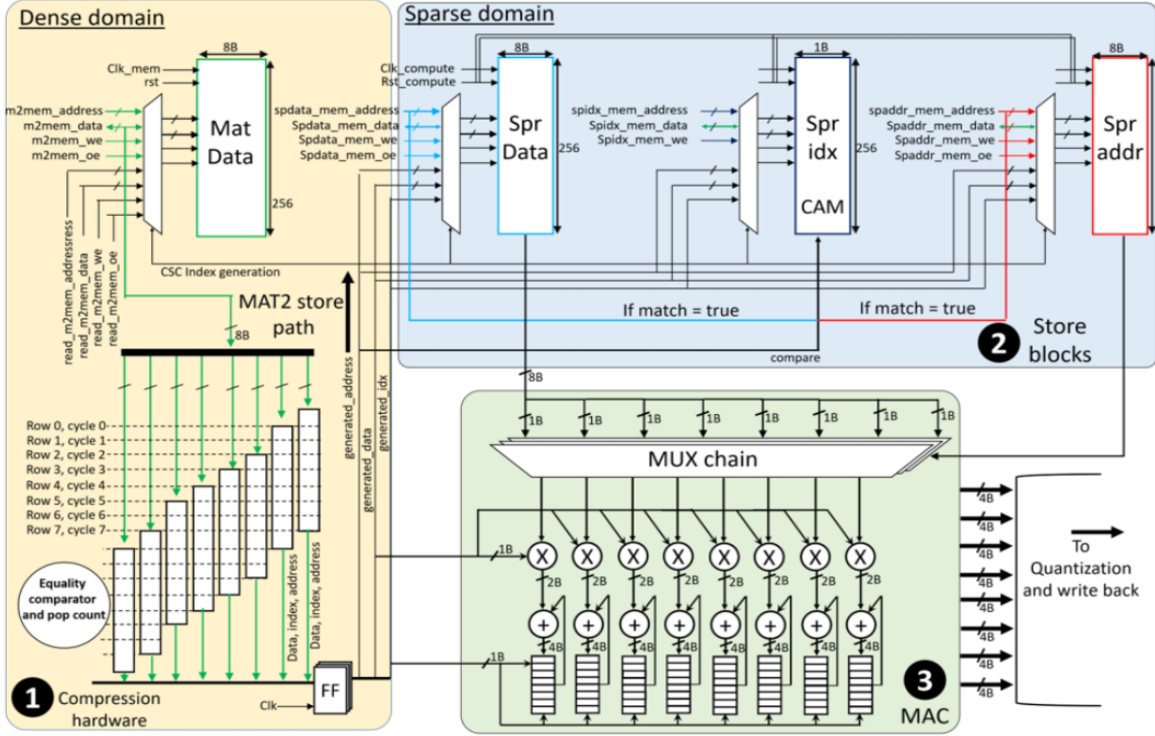 Dense domain
Sparse domain
8B
Clk_mem
rst
m2mem_address
m2mem_data
m2mem_we
m2mem_oe
Mat
Data
256
read_m2mem_addressress
read_m2mem_data
read_m2mem_we
read_m2mem_oe
8B
Clk_compute
Rst_compute
spdata_mem_address
Spdata_mem_data
Spdata_mem_we
Spdata_mem_oe
Spr
Data
256
1B
spidx_mem_address
Spidx_mem_data
Spidx_mem_we
Spr
idx
CAM
256
8B
spaddr_mem_address
Spaddr_mem_data
Spaddr_mem_we
Spaddr_mem_oe
Spr
addr
256
CSC Index generation
MAT2 store
path
8B
If match = true
If match = true
2 Store
blocks
compare
generated_address
generated_data
generated_idx
Row 0, cycle 0
Row 1, cycle 1
Row 2, cycle 2
Row 3, cycle 3
Row 4, cycle 4
Row 5, cycle 5
Row 6, cycle 6
Row 7, cycle 7
Equality
comparator
and pop count
Data, index, address
Data, index, address
1 Compression
hardware
Clk
FF
8B
1B 1B 1B 1B 1B 1B 1B 1B
MUX chain
1B
X X X X X X X X
2B 2B 2B 2B 2B 2B 2B 2B
+ + + + + + + +
4B 4B 4B 4B 4B 4B 4B 4B
1B
3
MAC
4B
4B
4B
4B
4B
4B
4B
4B
To
Quantization
and write back